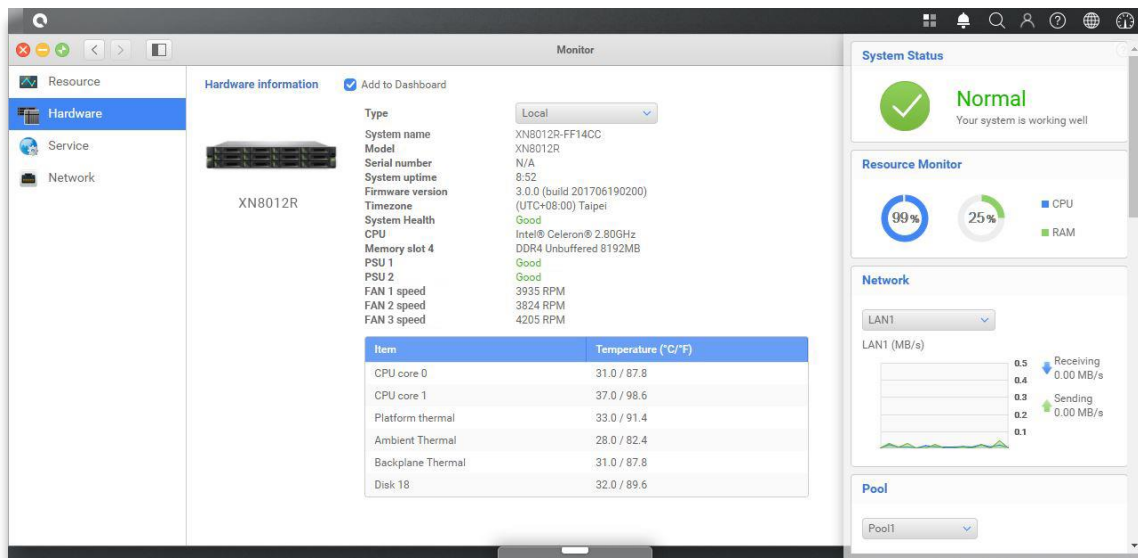 Monitor
Resource
Hardware
Service
Network
Hardware information
Add to Dashboard
XN8012R
Type Local
System name XN8012R-FF14CC
Model XN8012R
Serial number N/A
System uptime 8:52
Firmware version 3.0.0 (build 201706190200)
Timezone (UTC+08:00) Taipei
System Health Good
CPU Intel® Celeron® 2.80GHz
Memory slot 4 DDR4 Unbuffered 8192MB
PSU 1 Good
PSU 2 Good
FAN 1 speed 3935 RPM
FAN 2 speed 3824 RPM
FAN 3 speed 4205 RPM
Item Temperature (°C/°F)
CPU core 0 31.0 / 87.8
CPU core 1 37.0 / 98.6
Platform thermal 33.0 / 91.4
Ambient Thermal 28.0 / 82.4
Backplane Thermal 31.0 / 87.8
Disk 18 32.0 / 89.6
System Status
Normal
Your system is working well
Resource Monitor
99%
25%
CPU
RAM
Network
LAN1
LAN1 (MB/s)
0.5
0.4
0.3
0.2
0.1
Receiving
0.00 MB/s
Sending
0.00 MB/s
Pool
Pool1